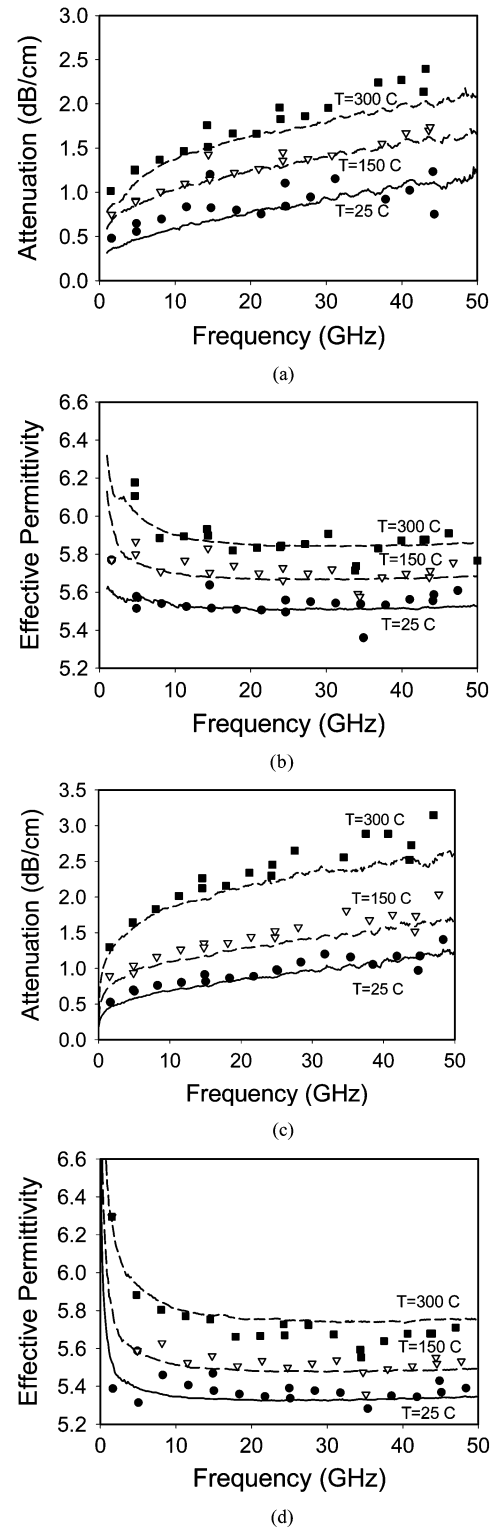 3.0
2.5
2.0
1.5
1.0
0.5
0.0
Attenuation (dB/cm)
T=300 C
T=150 C
T=25 C
0 10 20 30 40 50
Frequency (GHz)
(a)
6.6
6.4
6.2
6.0
5.8
5.6
5.4
5.2
Effective Permittivity
T=300 C
T=150 C
T=25 C
0 10 20 30 40 50
Frequency (GHz)
(b)
3.5
3.0
2.5
2.0
1.5
1.0
0.5
0.0
Attenuation (dB/cm)
T=300 C
T=150 C
T=25 C
0 10 20 30 40 50
Frequency (GHz)
(c)
6.6
6.4
6.2
6.0
5.8
5.6
5.4
5.2
Effective Permittivity
T=300 C
T=150 C
T=25 C
0 10 20 30 40 50
Frequency (GHz)
(d)